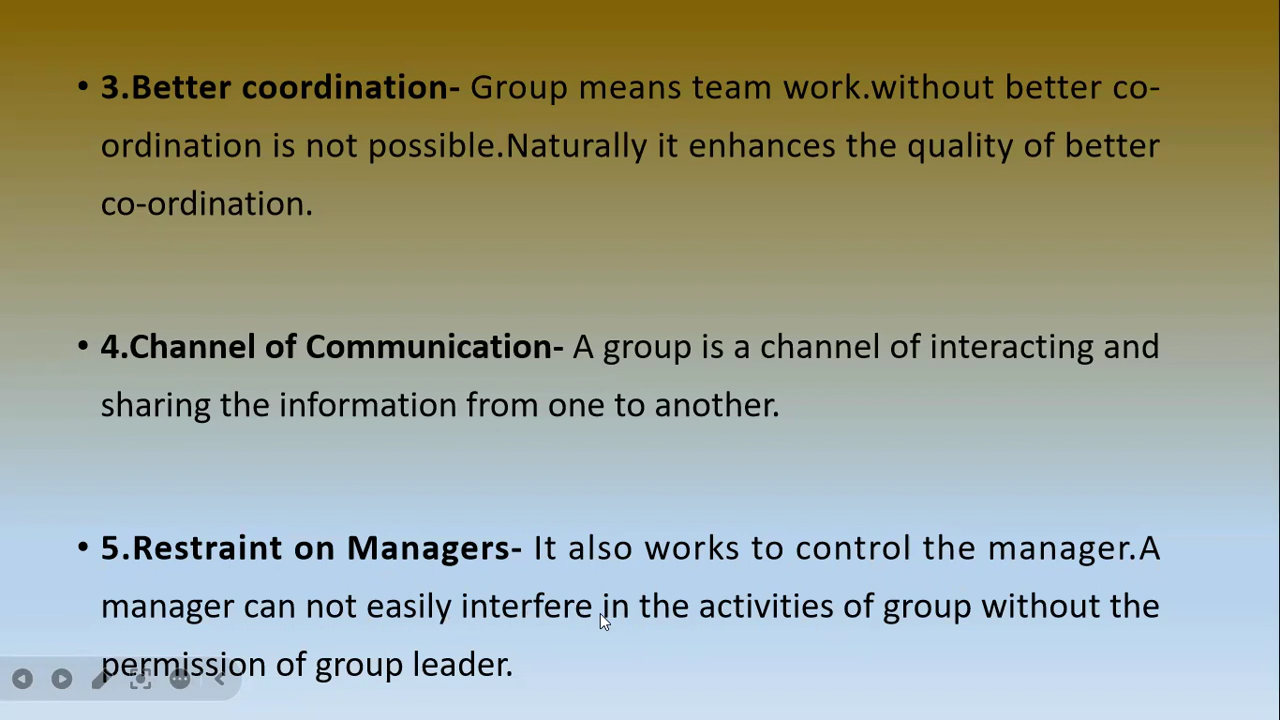 • 3.Better coordination- Group means team work.without better co-
ordination is not possible.Naturally it enhances the quality of better
co-ordination.
• 4.Channel of Communication- A group is a channel of interacting and
sharing the information from one to another.
• 5.Restraint on Managers- It also works to control the manager.A
manager can not easily interfere in the activities of group without the
permission of group leader.